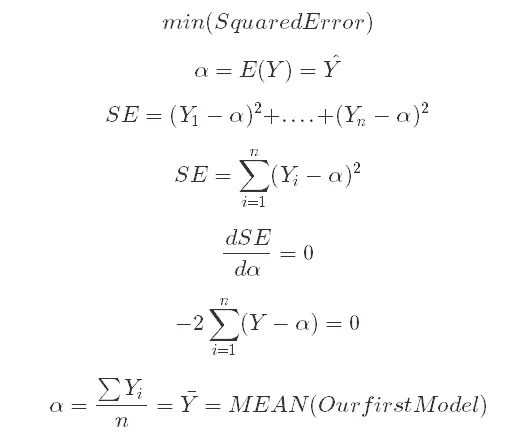 min(SquaredError)
α = E(Y) = Ŷ
SE = (Y₁ − α)²+....+(Yₙ − α)²
SE = ∑ᵢ₌₁ⁿ(Yᵢ − α)²
dSE/dα = 0
−2 ∑ᵢ₌₁ⁿ(Y − α) = 0
α = ∑Yᵢ/n = Ȳ = MEAN(OurfirstModel)